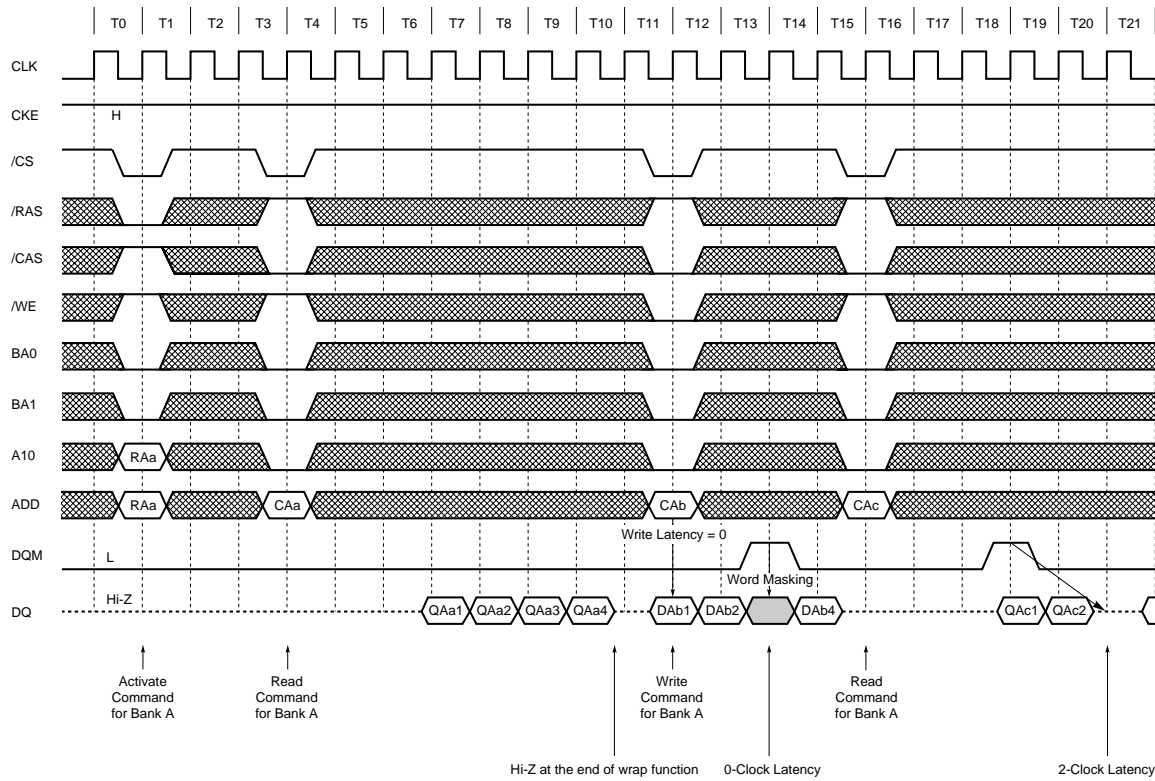 T0 T1 T2 T3 T4 T5 T6 T7 T8 T9 T10 T11 T12 T13 T14 T15 T16 T17 T18 T19 T20 T21
CLK
CKE H
/CS
/RAS
/CAS
/WE
BA0
BA1
A10 RAa
ADD RAa CAa CAb CAc
Write Latency = 0
DQM L
Word Masking
Hi-Z
DQ QAa1 QAa2 QAa3 QAa4 DAb1 DAb2 DAb4 QAc1 QAc2
Activate
Command
for Bank A
Read
Command
for Bank A
Write
Command
for Bank A
Read
Command
for Bank A
Hi-Z at the end of wrap function 0-Clock Latency 2-Clock Latency